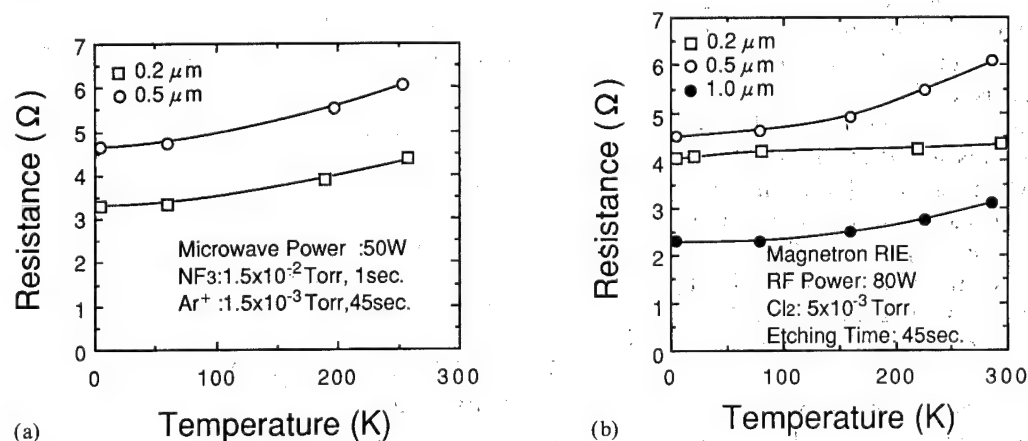 7
6
5
4
3
2
1
0
Resistance (Ω)
□ 0.2 μm
○ 0.5 μm
Microwave Power :50W
NF3:1.5x10-2 Torr, 1sec.
Ar+ :1.5x10-3 Torr,45sec.
0 100 200 300
Temperature (K)
(a)
7
6
5
4
3
2
1
0
Resistance (Ω)
□ 0.2 μm
○ 0.5 μm
● 1.0 μm
Magnetron RIE
RF Power: 80W
Cl2: 5x10-3 Torr
Etching Time: 45sec.
0 100 200 300
Temperature (K)
(b)